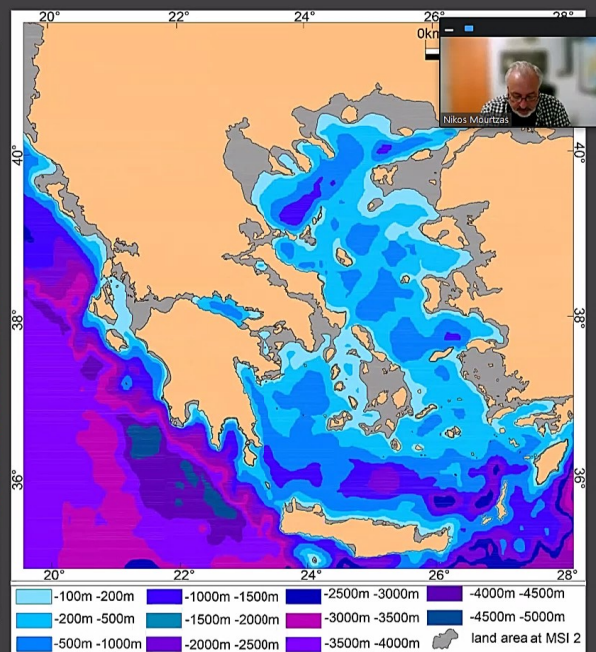 20° 22° 24° 26°
0km
Nikos Mourtzas
40° 40°
38° 38°
36° 36°
20° 22° 24° 26° 28°
-100m -200m -1000m -1500m -2500m -3000m -4000m -4500m
-200m -500m -1500m -2000m -3000m -3500m -4500m -5000m
-500m -1000m -2000m -2500m -3500m -4000m land area at MSI 2